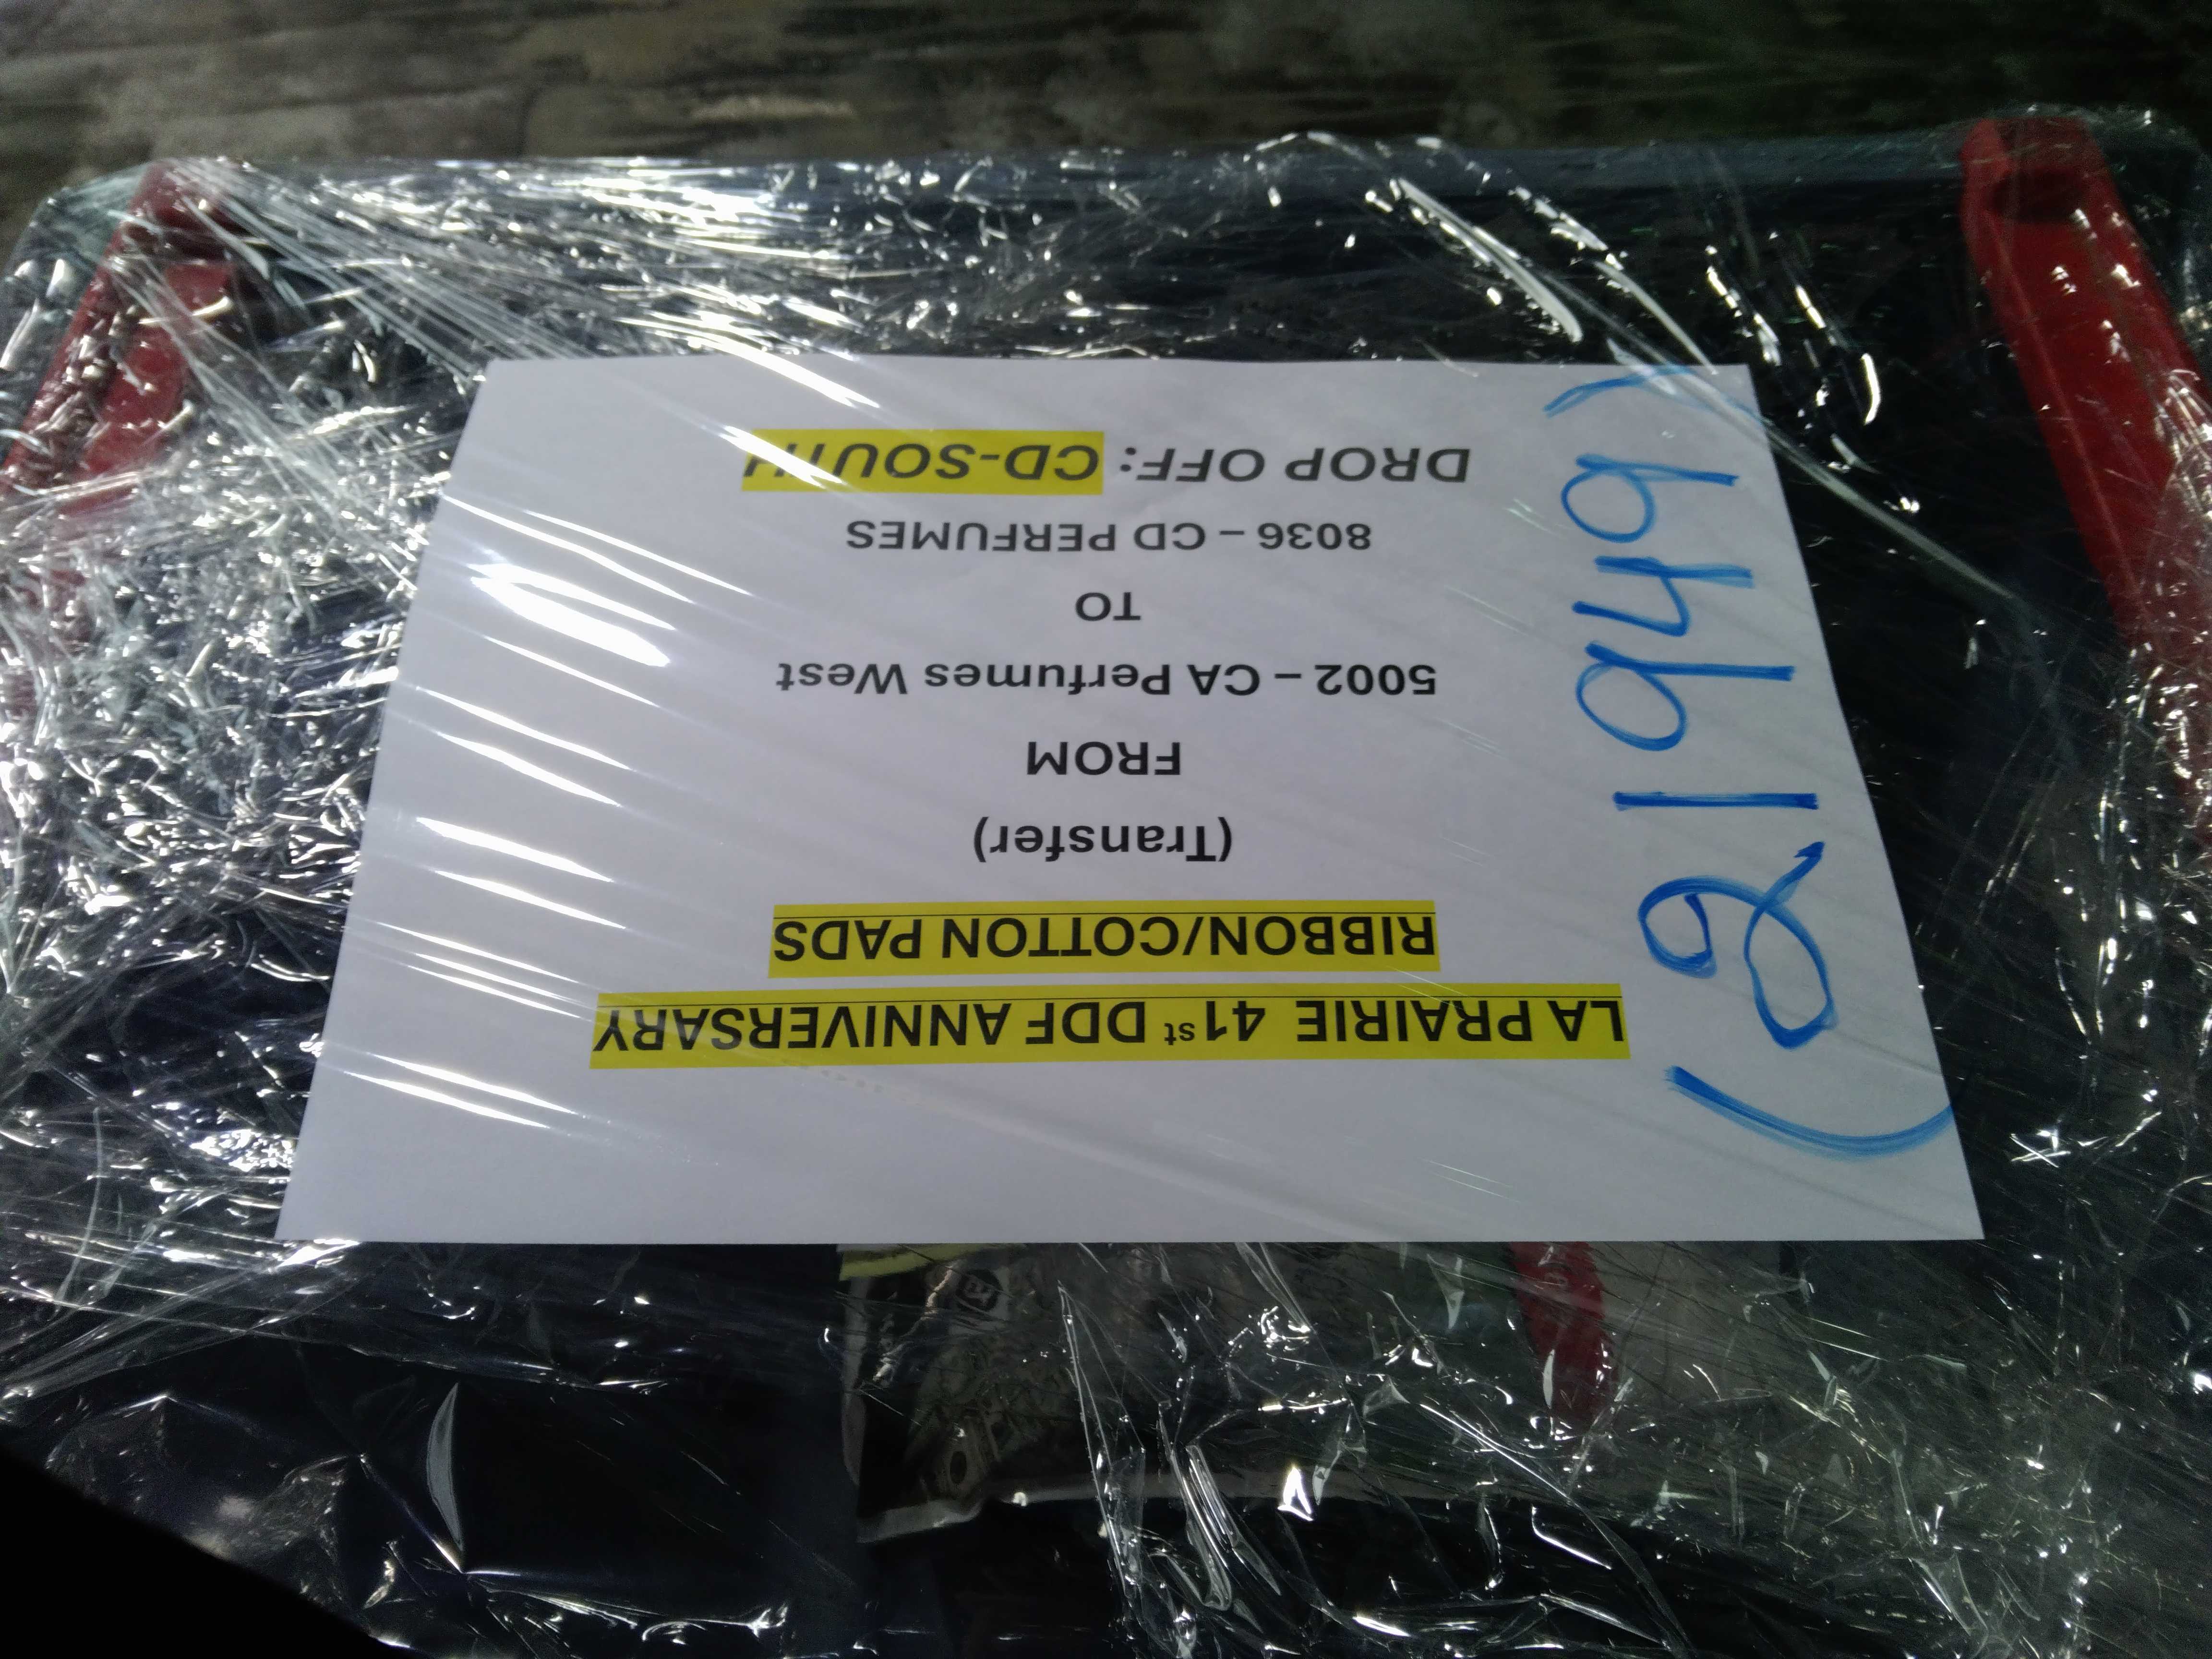 LA PRAIRIE 41st DDF ANNIVERSARY
RIBBON/COTTON PADS
(Transfer)
FROM
5002 – CA Perfumes West
TO
8036 – CD PERFUMES
DROP OFF: CD-SOUTH
(21949)